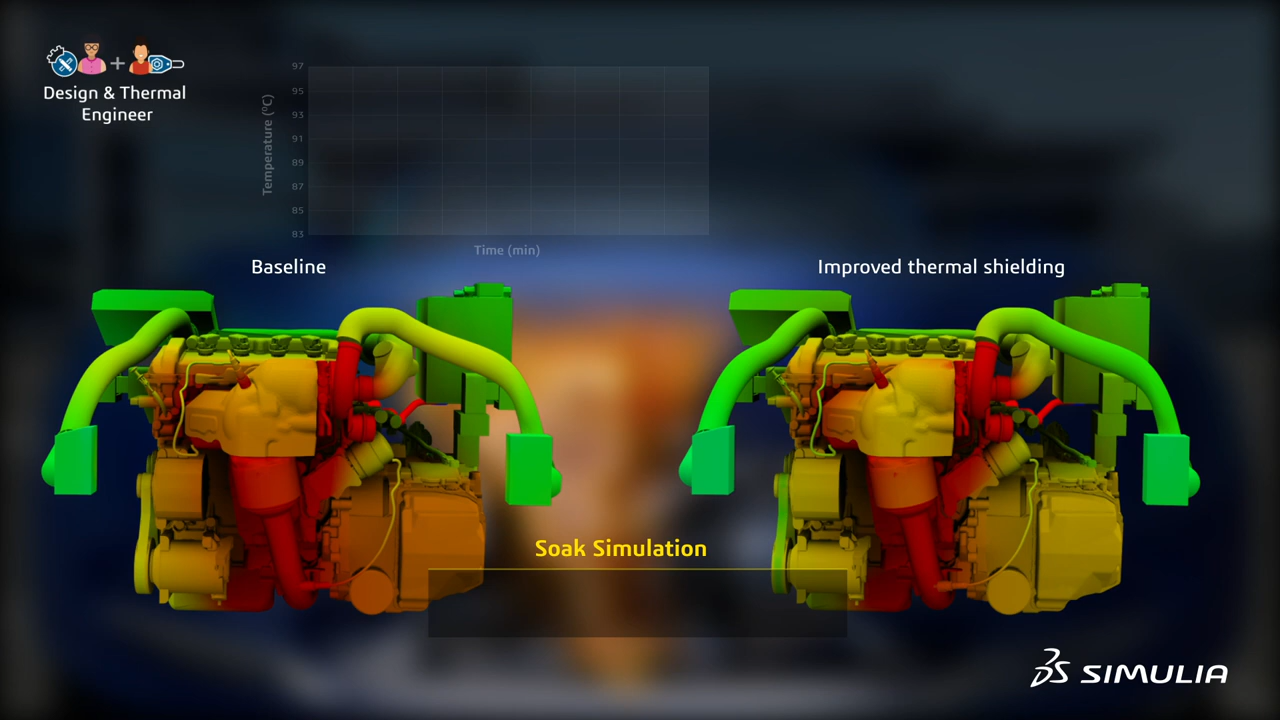 Design & Thermal
Engineer
Temperature (°C)
97
95
93
91
89
87
85
83
Time (min)
Baseline
Improved thermal shielding
Soak Simulation
3DS SIMULIA